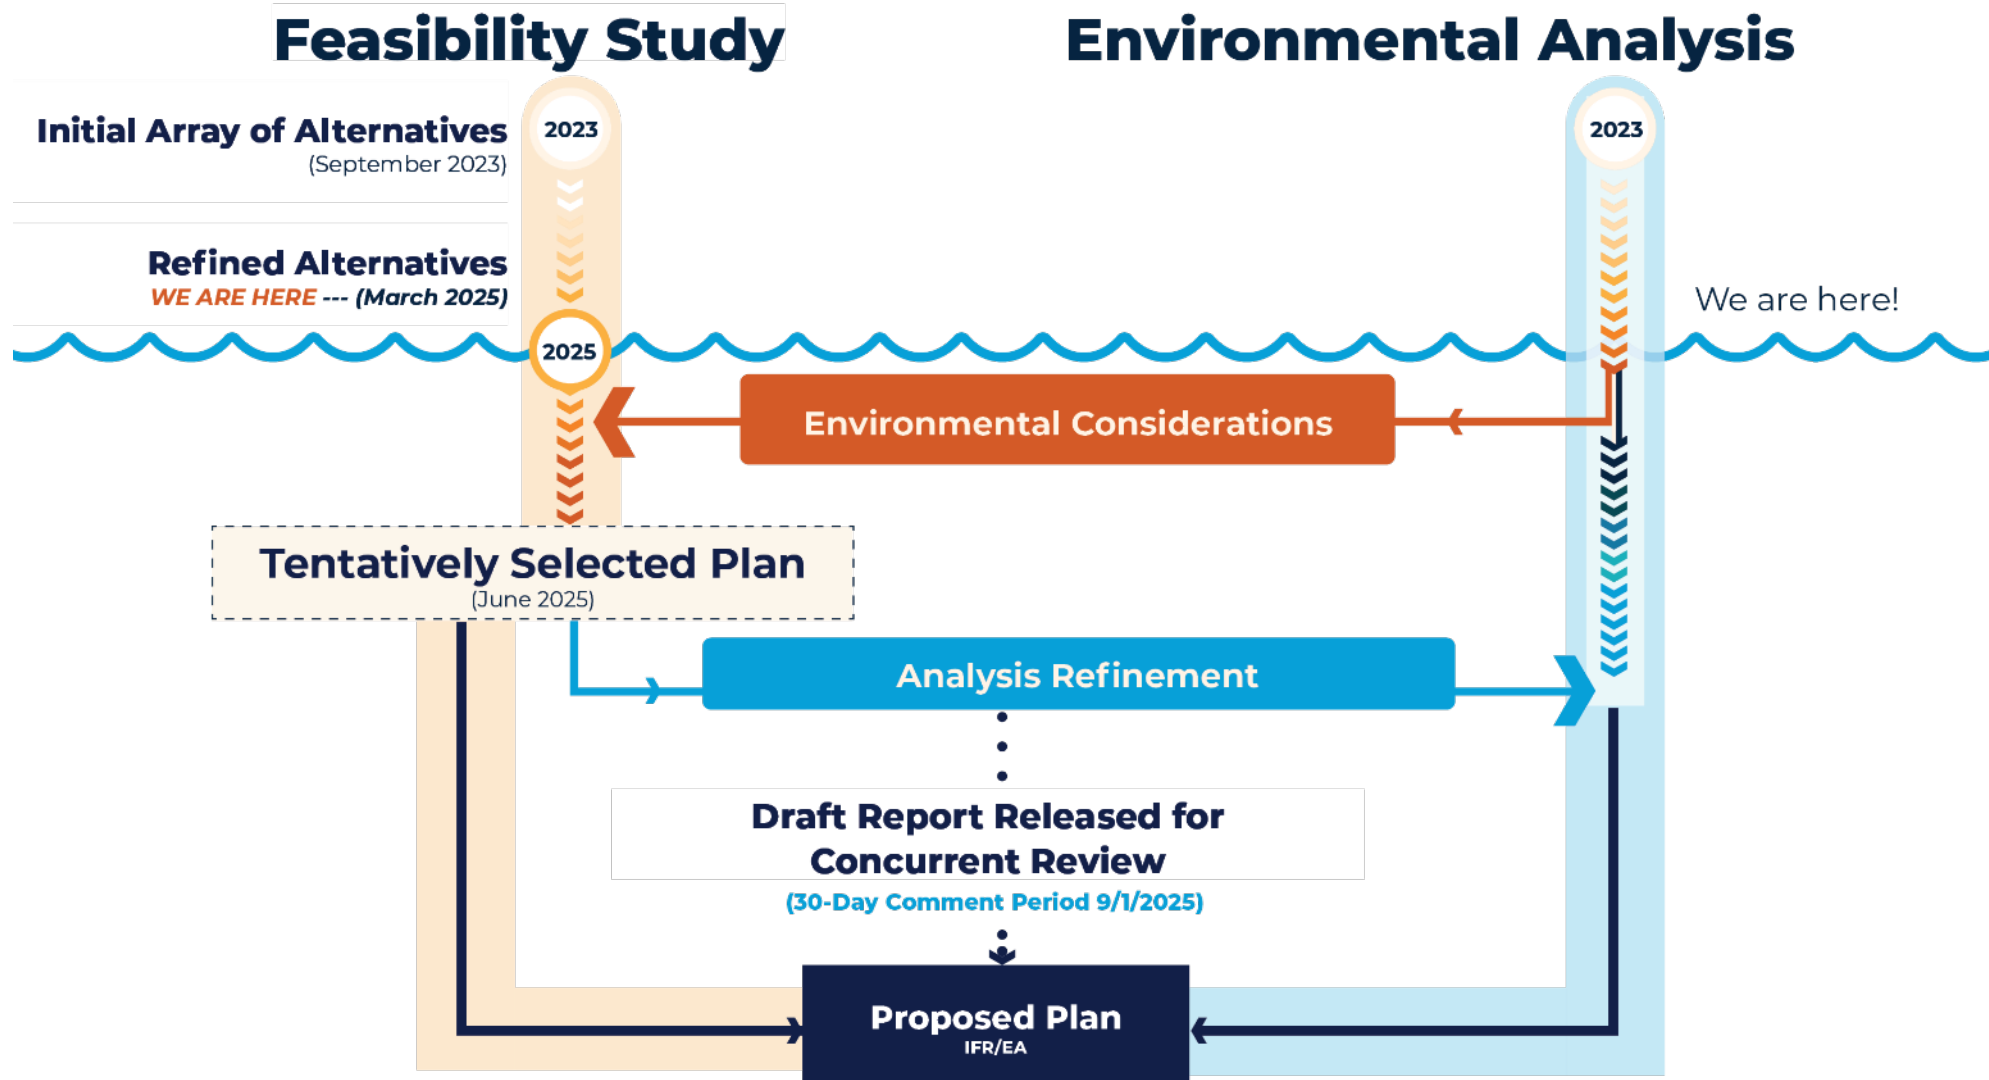 Feasibility Study
Environmental Analysis
Initial Array of Alternatives
(September 2023)
2023
2023
Refined Alternatives
WE ARE HERE --- (March 2025)
We are here!
2025
Environmental Considerations
Tentatively Selected Plan
(June 2025)
Analysis Refinement
Draft Report Released for
Concurrent Review
(30-Day Comment Period 9/1/2025)
Proposed Plan
IFR/EA